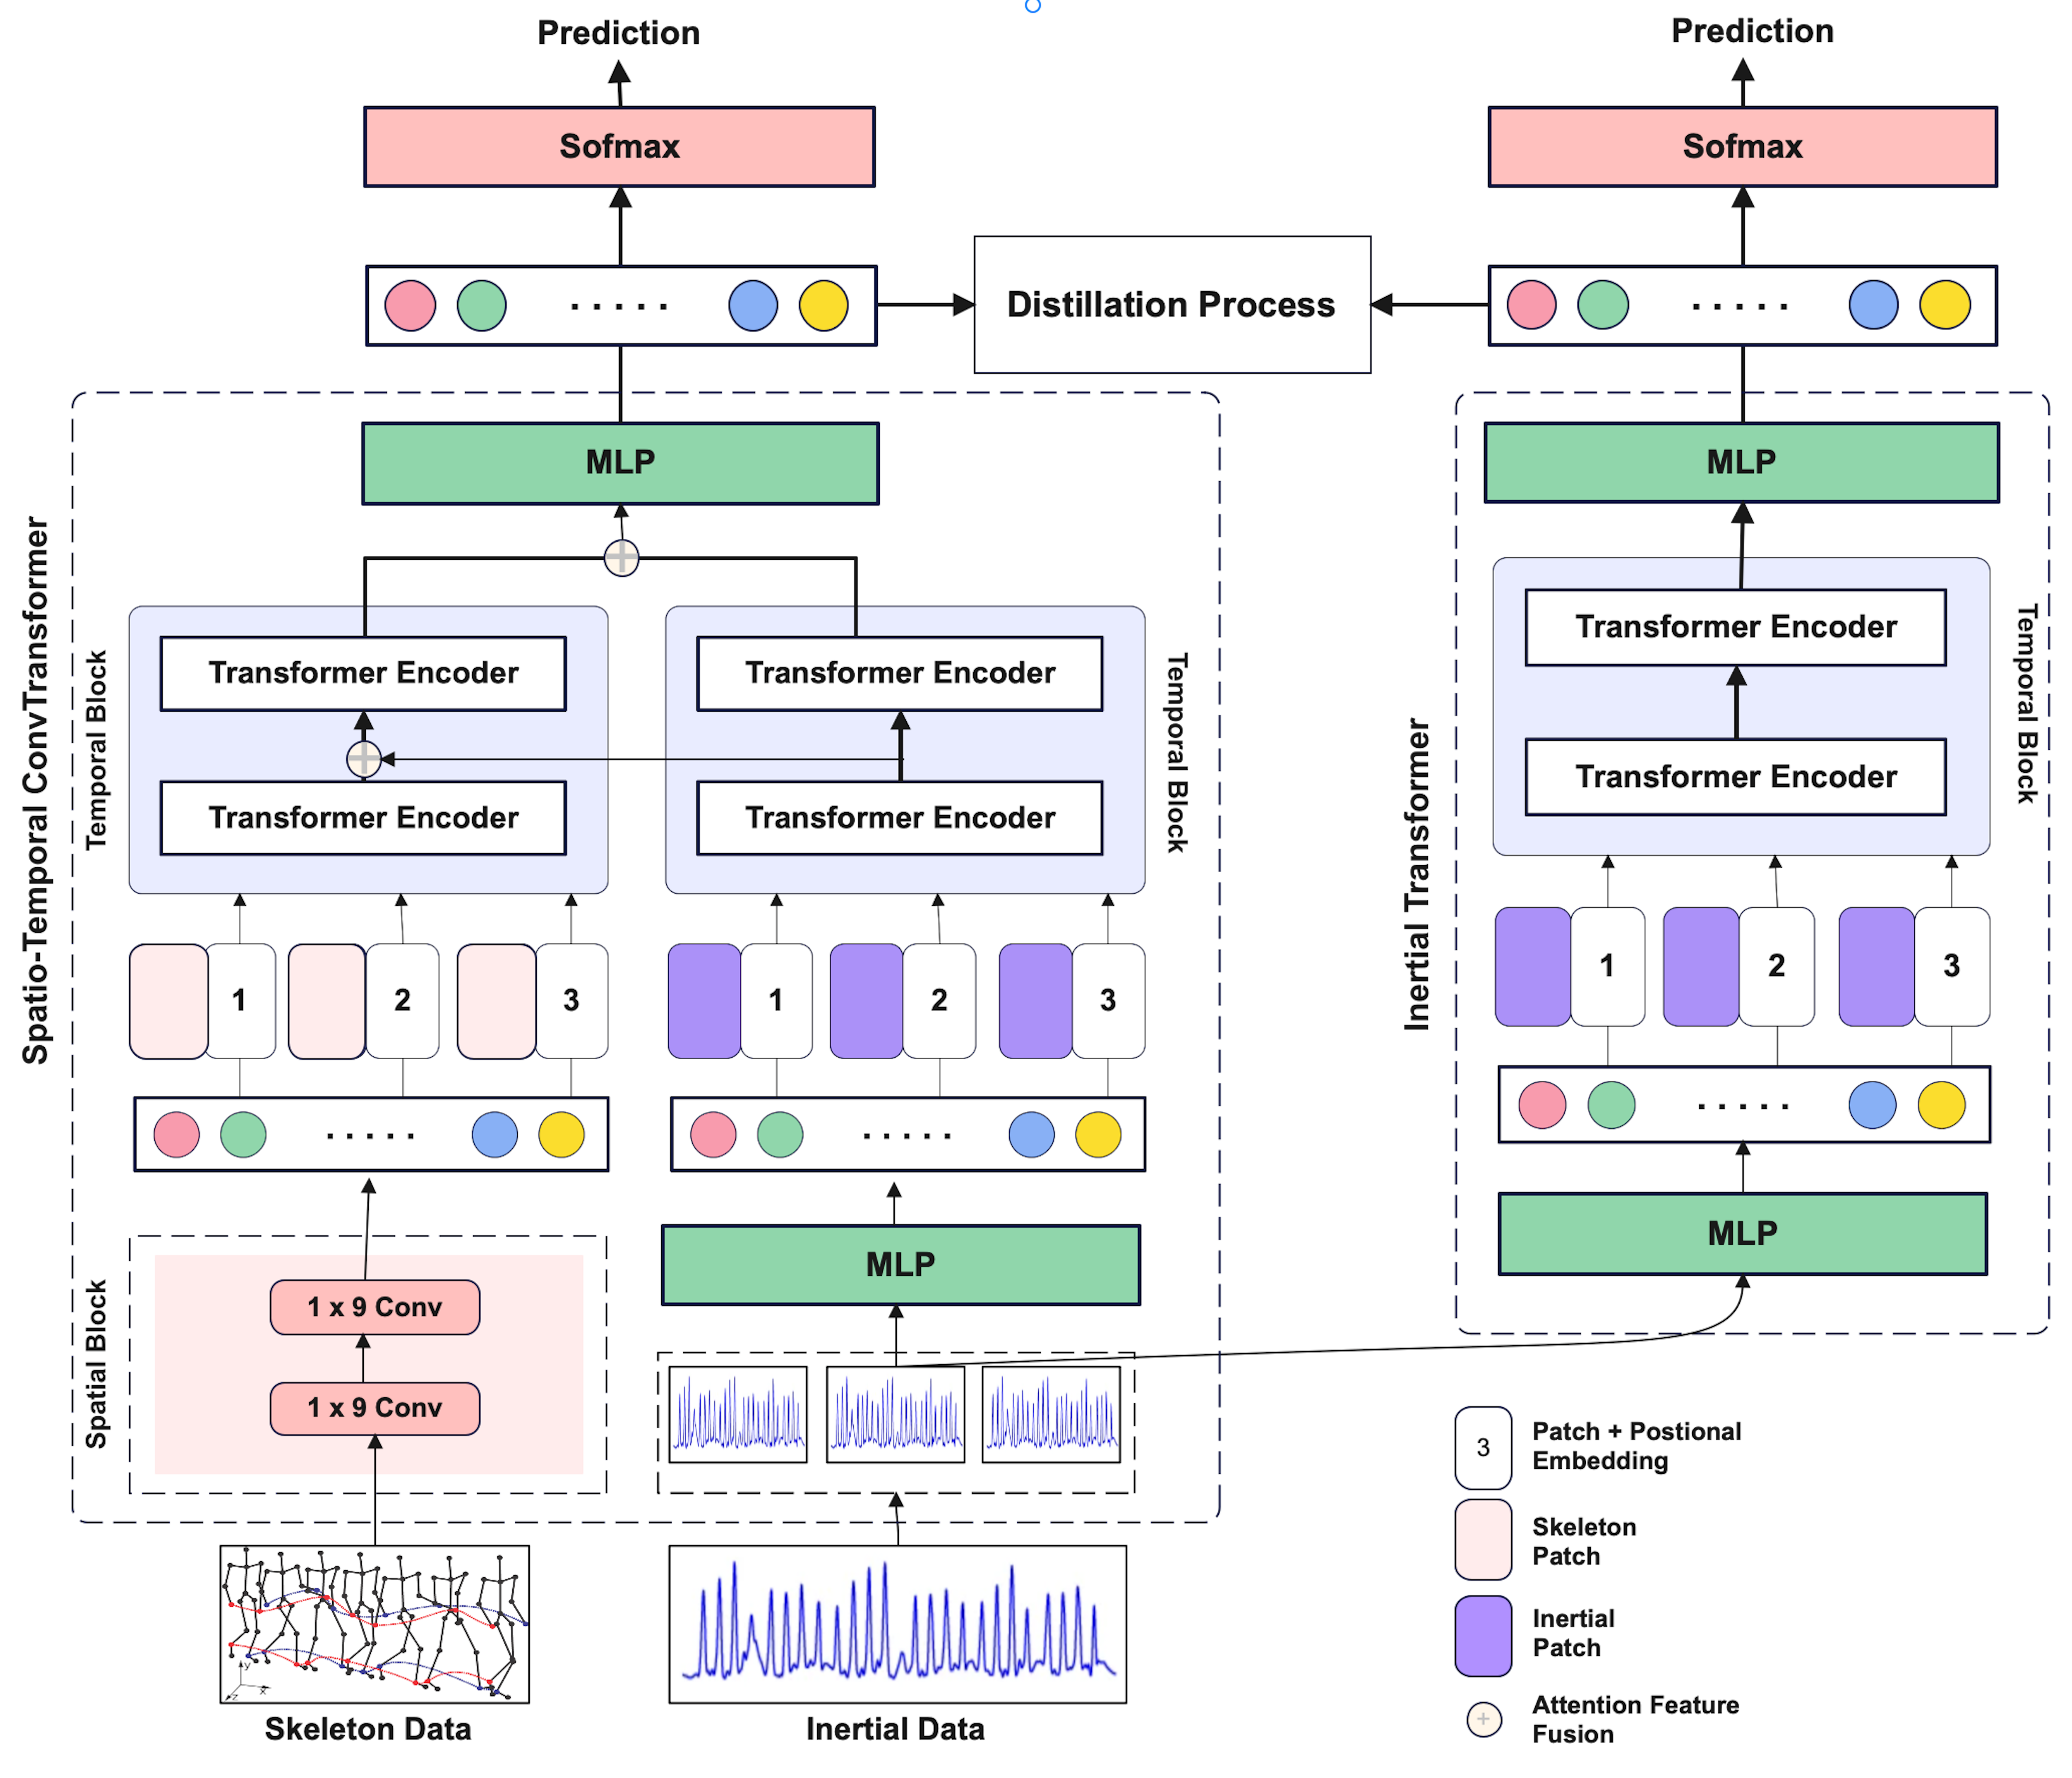 Prediction
Prediction
Sofmax
Sofmax
Distillation Process
MLP
MLP
Spatio-Temporal ConvTransformer
Temporal Block
Transformer Encoder
Transformer Encoder
Transformer Encoder
Transformer Encoder
Temporal Block
Inertial Transformer
Transformer Encoder
Transformer Encoder
Temporal Block
1 2 3
1 2 3
1 2 3
MLP
MLP
Spatial Block
1 x 9 Conv
1 x 9 Conv
y
x
z
Skeleton Data
Inertial Data
3
Patch + Postional
Embedding
Skeleton
Patch
Inertial
Patch
Attention Feature
Fusion